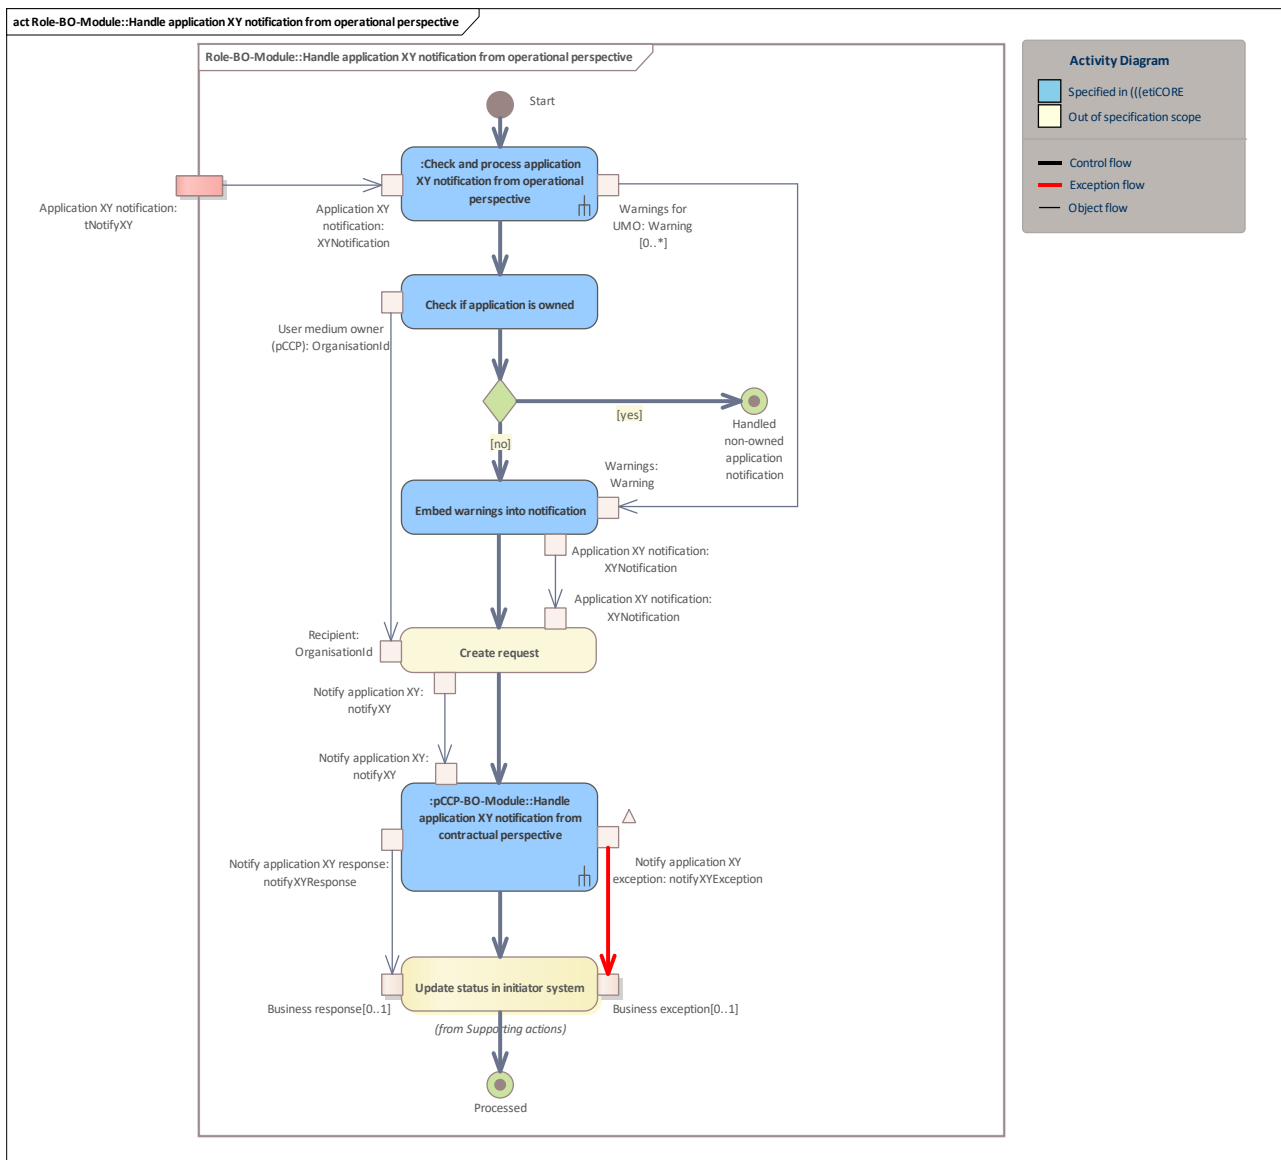 act Role-BO-Module::Handle application XY notification from operational perspective
Role-BO-Module::Handle application XY notification from operational perspective
Activity Diagram
Specified in (((etiCORE
Out of specification scope
Control flow
Exception flow
Object flow
Start
:Check and process application
XY notification from operational
perspective
Application XY notification:
tNotifyXY
Application XY
notification:
XYNotification
Warnings for
UMO: Warning
[0..*]
Check if application is owned
User medium owner
(pCCP): OrganisationId
[yes]
[no]
Handled
non-owned
application
notification
Warnings:
Warning
Embed warnings into notification
Application XY notification:
XYNotification
Application XY notification:
XYNotification
Recipient:
OrganisationId
Create request
Notify application XY:
notifyXY
Notify application XY:
notifyXY
:pCCP-BO-Module::Handle
application XY notification from
contractual perspective
Notify application XY response:
notifyXYResponse
Notify application XY
exception: notifyXYException
Update status in initiator system
Business response[0..1]
Business exception[0..1]
(from Supporting actions)
Processed